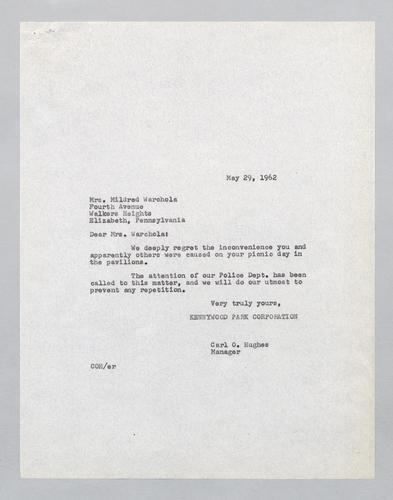 May 29, 1962
Mrs. Mildred Warchola
Fourth Avenue
Walkers Heights
Elizabeth, Pennsylvania
Dear Mrs. Warchola:
We deeply regret the inconvenience you and
apparently others were caused on your picnic day in
the pavilions.
The attention of our Police Dept. has been
called to this matter, and we will do our utmost to
prevent any repetition.
Very truly yours,
KENNYWOOD PARK CORPORATION
Carl O. Hughes
Manager
COH/er